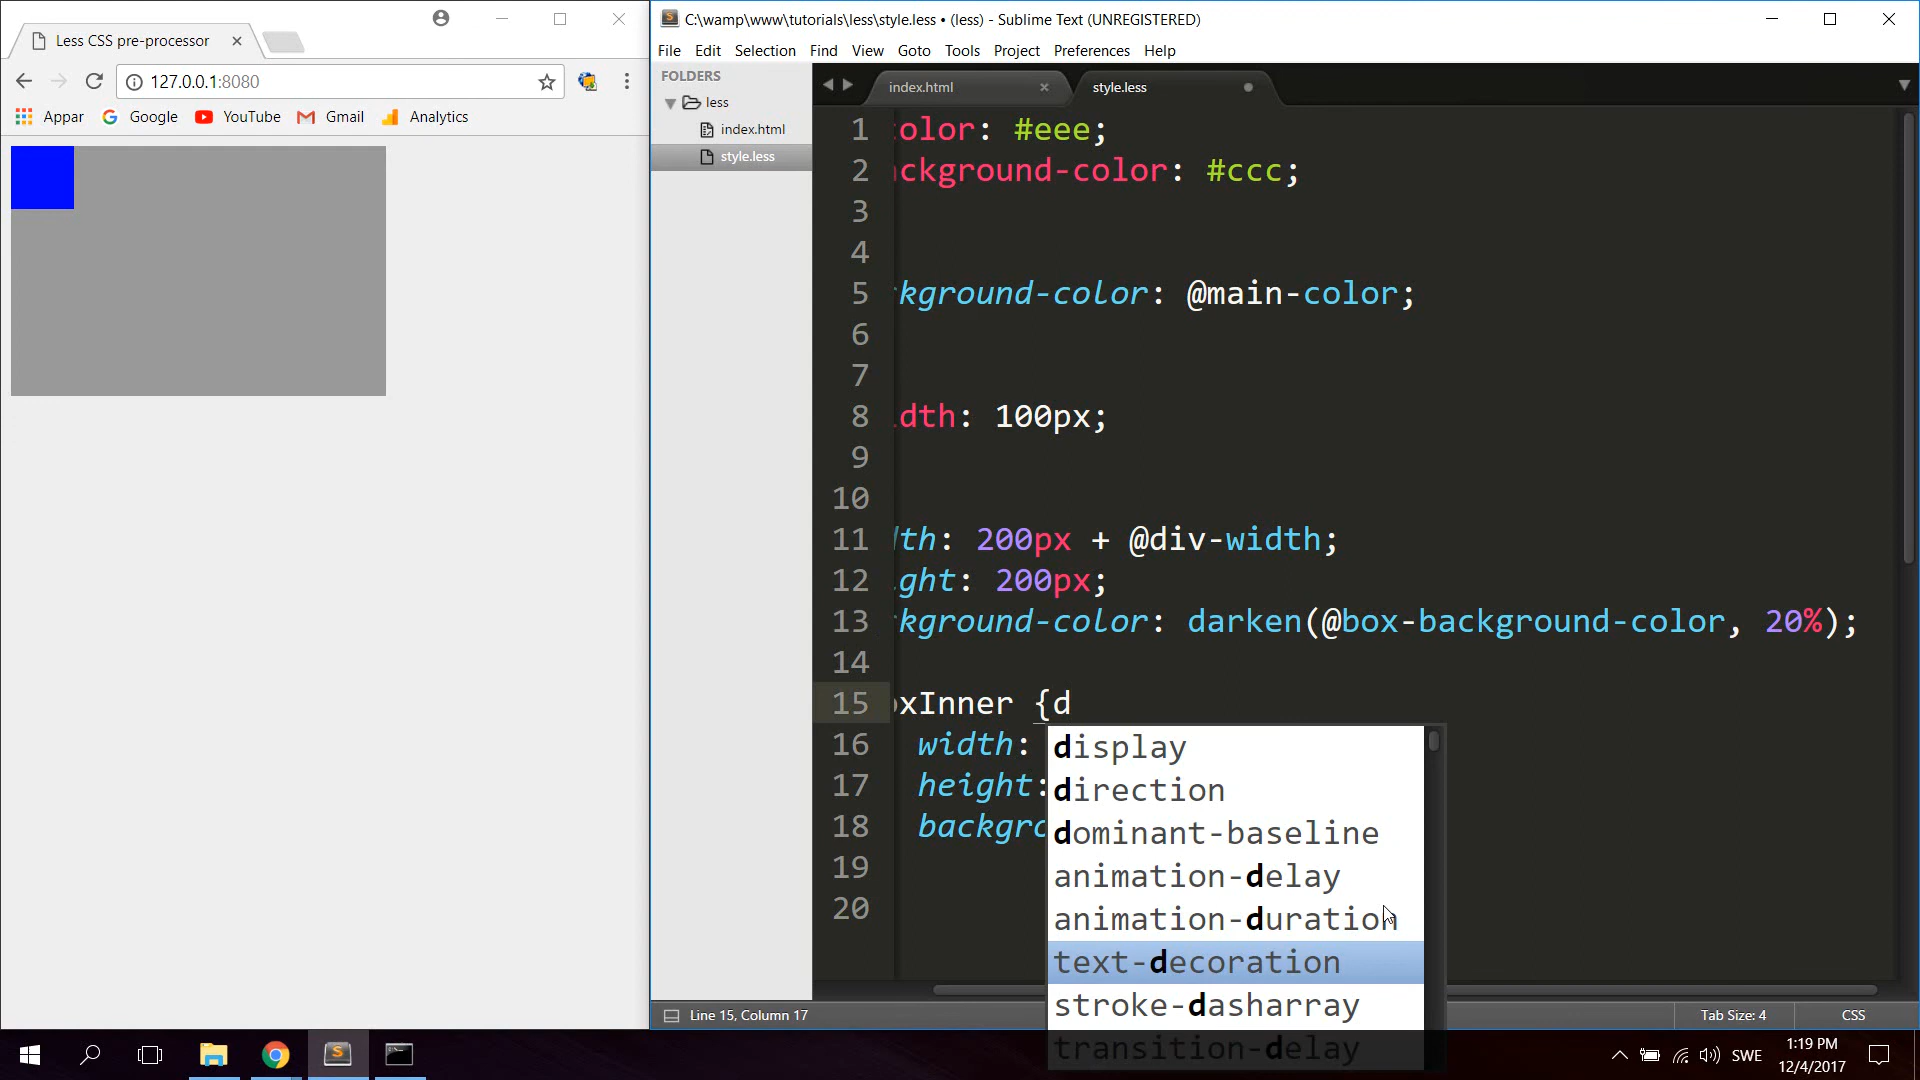 Less CSS pre-processor
127.0.0.1:8080
Appar Google YouTube Gmail Analytics
C:\wamp\www\tutorials\less\style.less • (less) - Sublime Text (UNREGISTERED)
File Edit Selection Find View Goto Tools Project Preferences Help
FOLDERS
less
index.html
style.less
index.html style.less
1 olor: #eee;
2 ckground-color: #ccc;
3
4
5 kground-color: @main-color;
6
7
8 dth: 100px;
9
10
11 th: 200px + @div-width;
12 ght: 200px;
13 kground-color: darken(@box-background-color, 20%);
14
15 oxInner {d
16 width:
17 height:
18 backgro
19
20
display
direction
dominant-baseline
animation-delay
animation-duration
text-decoration
stroke-dasharray
transition-delay
Line 15, Column 17
Tab Size: 4 CSS
SWE
1:19 PM
12/4/2017